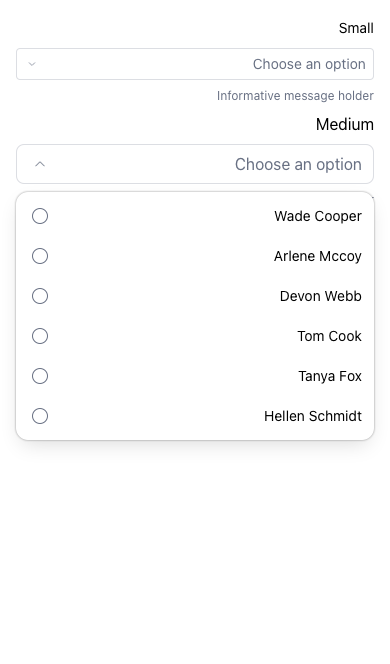 Small
Choose an option
Informative message holder
Medium
Choose an option
Wade Cooper
Arlene Mccoy
Devon Webb
Tom Cook
Tanya Fox
Hellen Schmidt